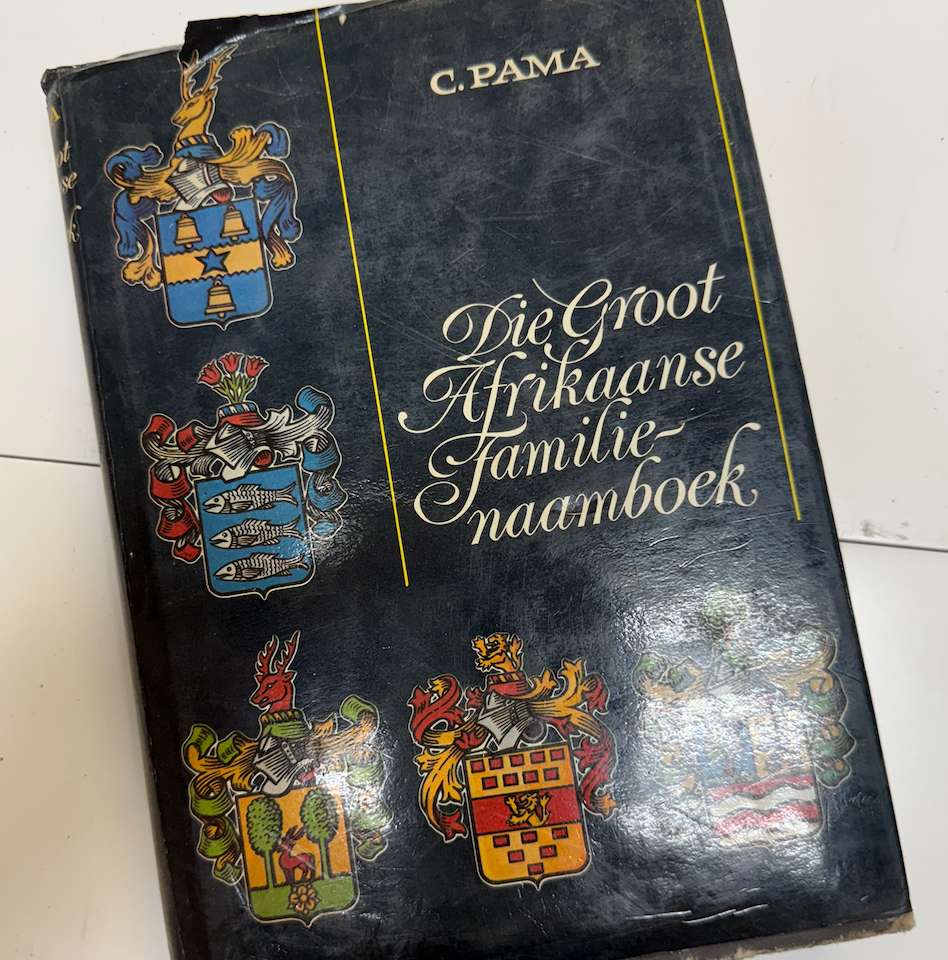 C. PAMA
Die Groot
Afrikaanse
Familie-
naamboek